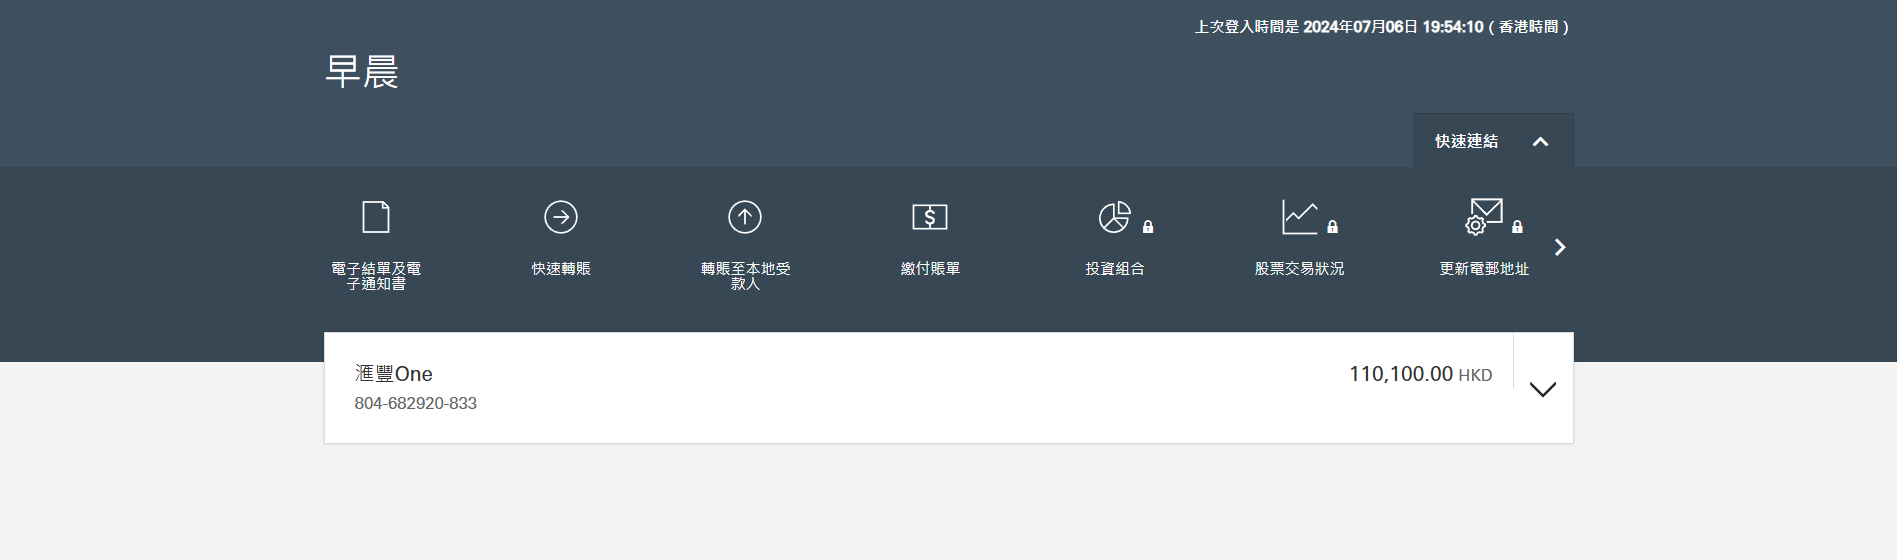 上次登入時間是 2024年07月06日 19:54:10 ( 香港時間 )
早晨
快速連結
電子結單及電
子通知書
快速轉賬
轉賬至本地受
款人
繳付賬單
投資組合
股票交易狀況
更新電郵地址
滙豐One
110,100.00 HKD
804-682920-833